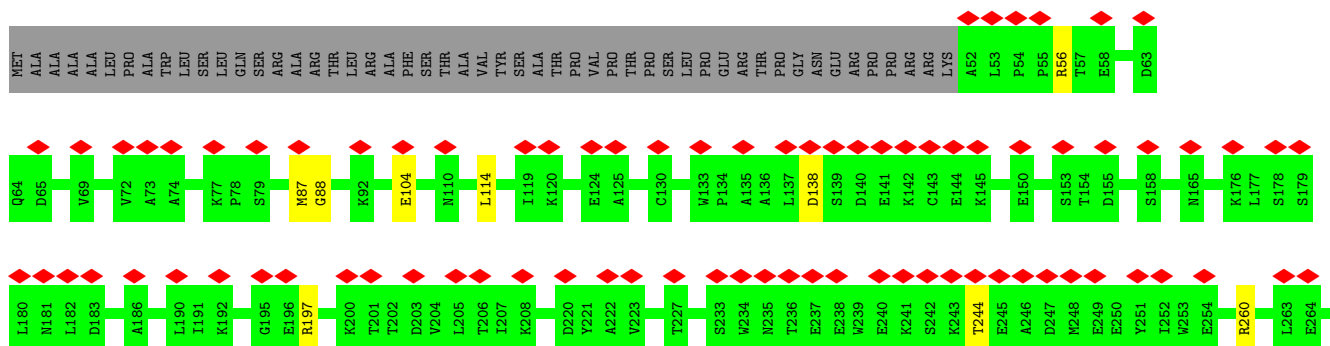 MET ALA ALA ALA ALA ALA LEU PRO ALA TRP LEU SER LEU GLN SER ARG ALA ARG THR LEU ARG ALA PHE SER THR ALA VAL TYR SER ALA THR PRO VAL PRO THR PRO SER LEU PRO GLU ARG THR PRO GLY ASN GLU ARG PRO PRO ARG ARG LYS A52 L53 P54 P55 R56 T57 E58 D63
Q64 D65 V69 V72 A73 A74 K77 P78 S79 M87 G88 K92 E104 N110 L114 I119 K120 E124 A125 C130 W133 P134 A135 A136 L137 D138 S139 D140 E141 K142 C143 E144 K145 E150 S153 T154 D155 S158 N165 K176 L177 S178 S179
L180 N181 L182 D183 A186 L190 I191 K192 G195 E196 R197 K200 T201 T202 D203 V204 L205 T206 I207 K208 D220 Y221 A222 V223 T227 S233 W234 N235 T236 E237 E238 W239 E240 K241 S242 K243 T244 E245 A246 D247 M248 E249 E250 Y251 I252 W253 E254 R260 L263 E264